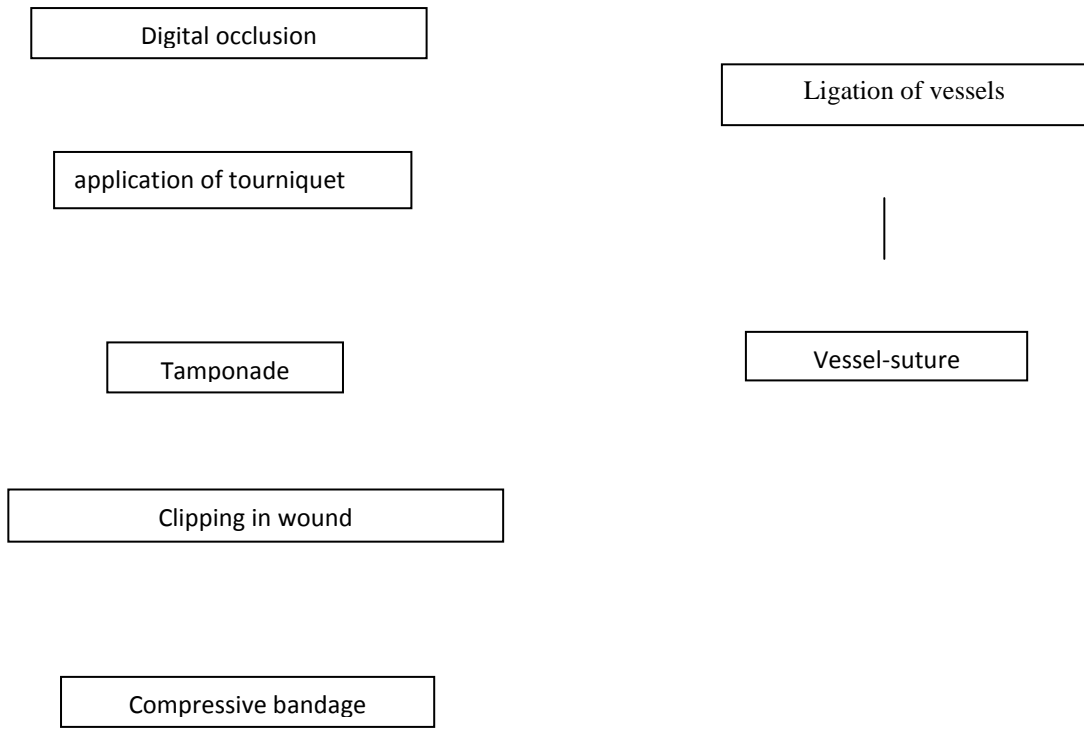 Digital occlusion
application of tourniquet
Tamponade
Clipping in wound
Compressive bandage
Ligation of vessels
Vessel-suture